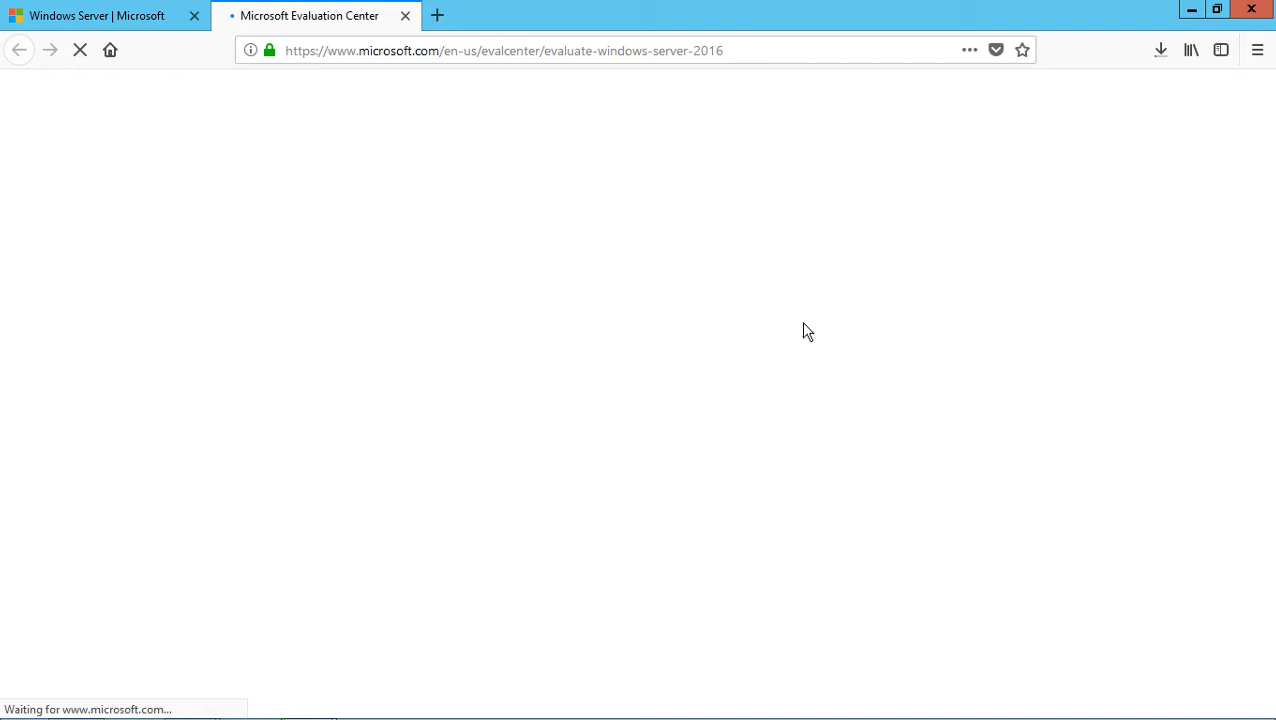 Windows Server | Microsoft
Microsoft Evaluation Center
https://www.microsoft.com/en-us/evalcenter/evaluate-windows-server-2016
Waiting for www.microsoft.com...